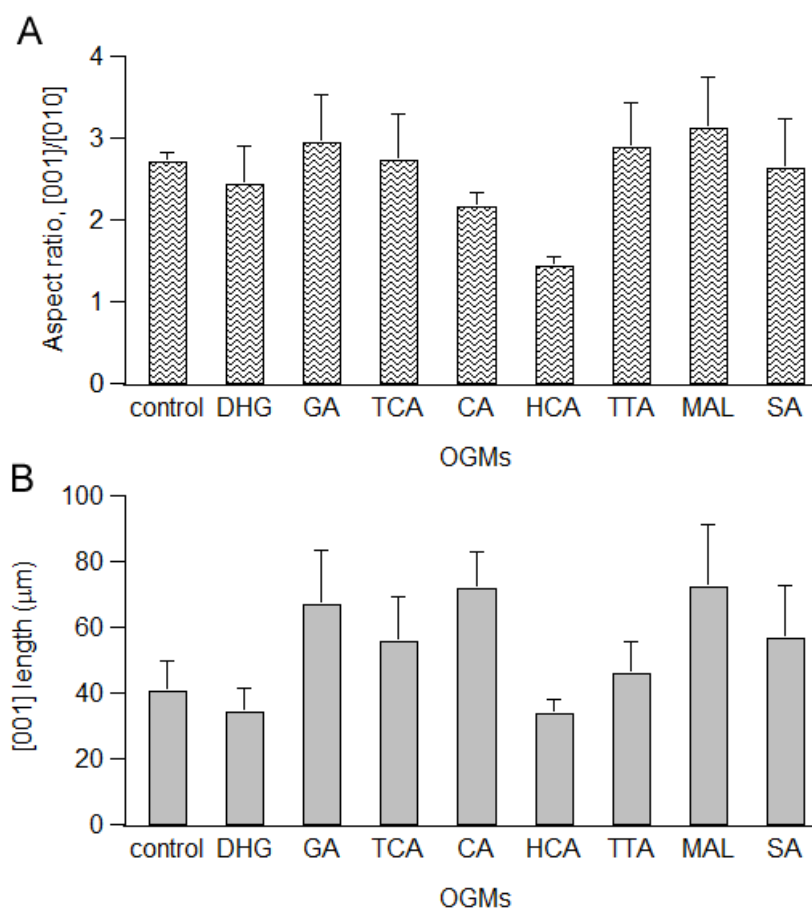 A
Aspect ratio, [001]/[010]
4
3
2
1
0
control DHG GA TCA CA HCA TTA MAL SA
OGMs
B
[001] length (μm)
100
80
60
40
20
0
control DHG GA TCA CA HCA TTA MAL SA
OGMs